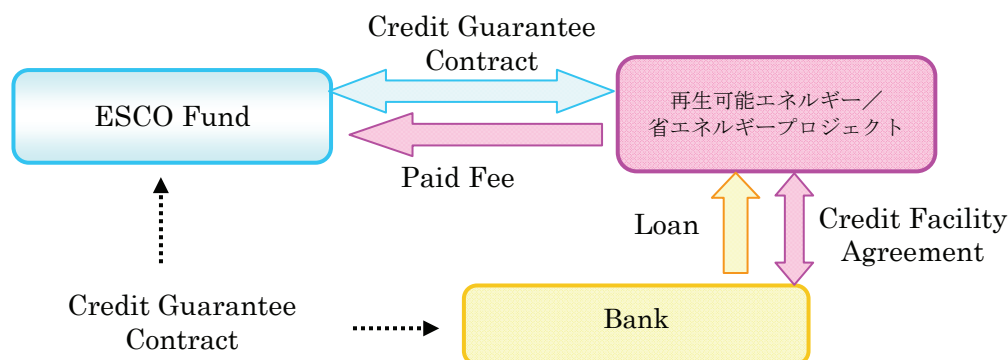 Credit Guarantee
Contract
ESCO Fund
再生可能エネルギー／
省エネルギープロジェクト
Paid Fee
Loan
Credit Facility
Agreement
Credit Guarantee
Contract
Bank